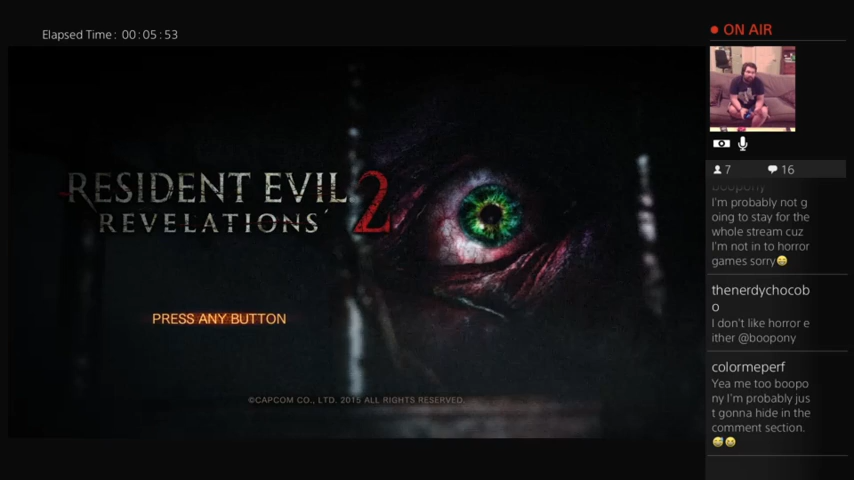 Elapsed Time: 00:05:53
ON AIR
RESIDENT EVIL 2
REVELATIONS
PRESS ANY BUTTON
©CAPCOM CO., LTD. 2015 ALL RIGHTS RESERVED.
7
16
boopony
I'm probably not g
oing to stay for the
whole stream cuz
I'm not in to horror
games sorry😄
thenerdychocob
o
I don't like horror e
ither @boopony
colormeperf
Yea me too boopo
ny I'm probably jus
t gonna hide in the
comment section.
😅😄